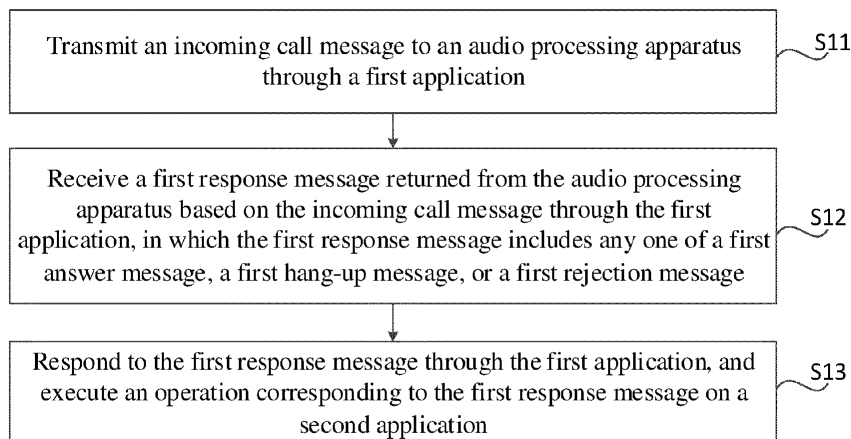 Transmit an incoming call message to an audio processing apparatus
through a first application
S11
Receive a first response message returned from the audio processing
apparatus based on the incoming call message through the first
application, in which the first response message includes any one of a first
answer message, a first hang-up message, or a first rejection message
S12
Respond to the first response message through the first application, and
execute an operation corresponding to the first response message on a
second application
S13